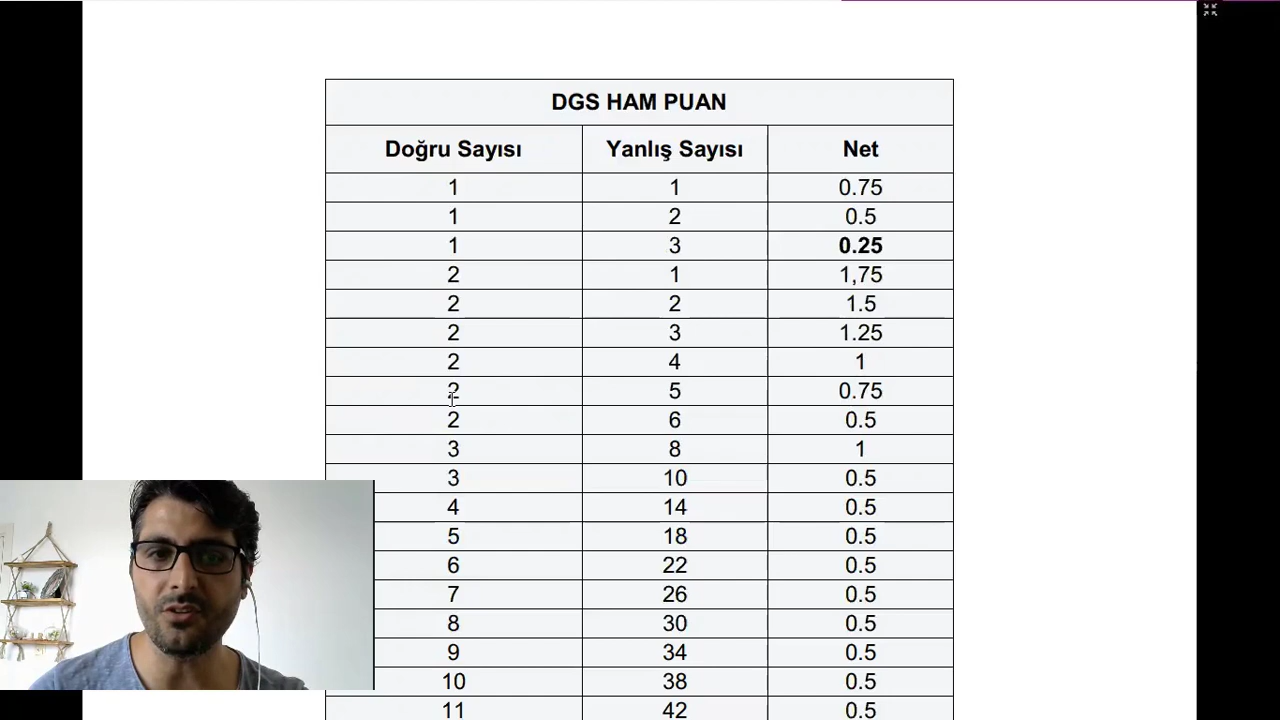 DGS HAM PUAN
Doğru Sayısı Yanlış Sayısı Net
1 1 0.75
1 2 0.5
1 3 0.25
2 1 1,75
2 2 1.5
2 3 1.25
2 4 1
2 5 0.75
2 6 0.5
3 8 1
3 10 0.5
4 14 0.5
5 18 0.5
6 22 0.5
7 26 0.5
8 30 0.5
9 34 0.5
10 38 0.5
11 42 0.5